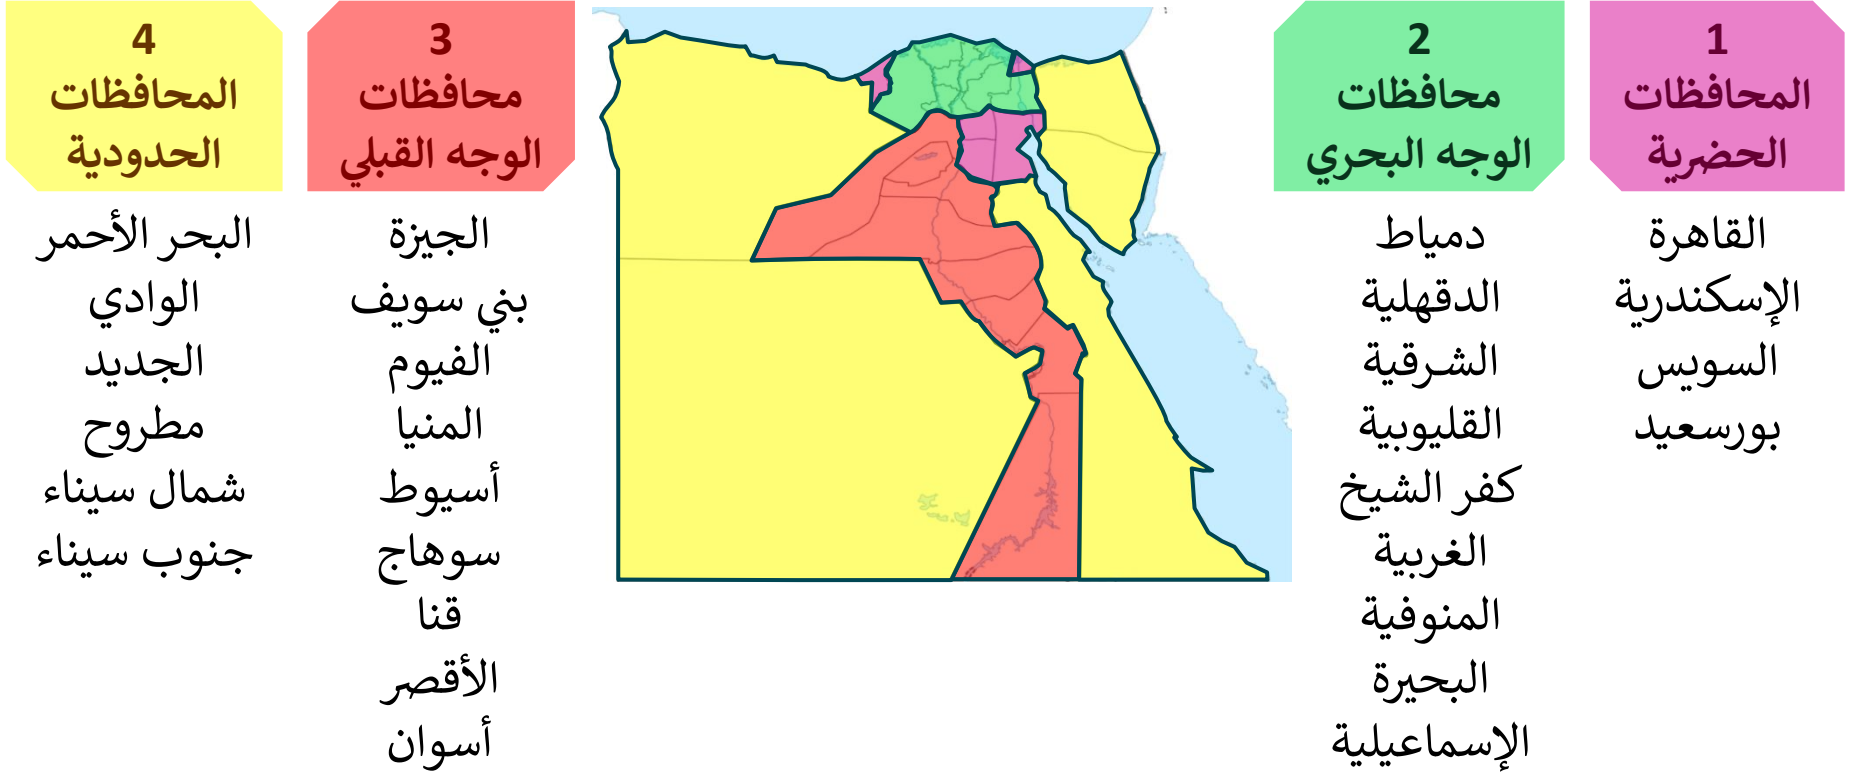 1
المحافظات
الحضرية
القاهرة
الإسكندرية
السويس
بورسعيد
2
محافظات
الوجه البحري
دمياط
الدقهلية
الشرقية
القليوبية
كفر الشيخ
الغربية
المنوفية
البحيرة
الإسماعيلية
3
محافظات
الوجه القبلي
الجيزة
بني سويف
الفيوم
المنيا
أسيوط
سوهاج
قنا
الأقصر
أسوان
4
المحافظات
الحدودية
البحر الأحمر
الوادي
الجديد
مطروح
شمال سيناء
جنوب سيناء